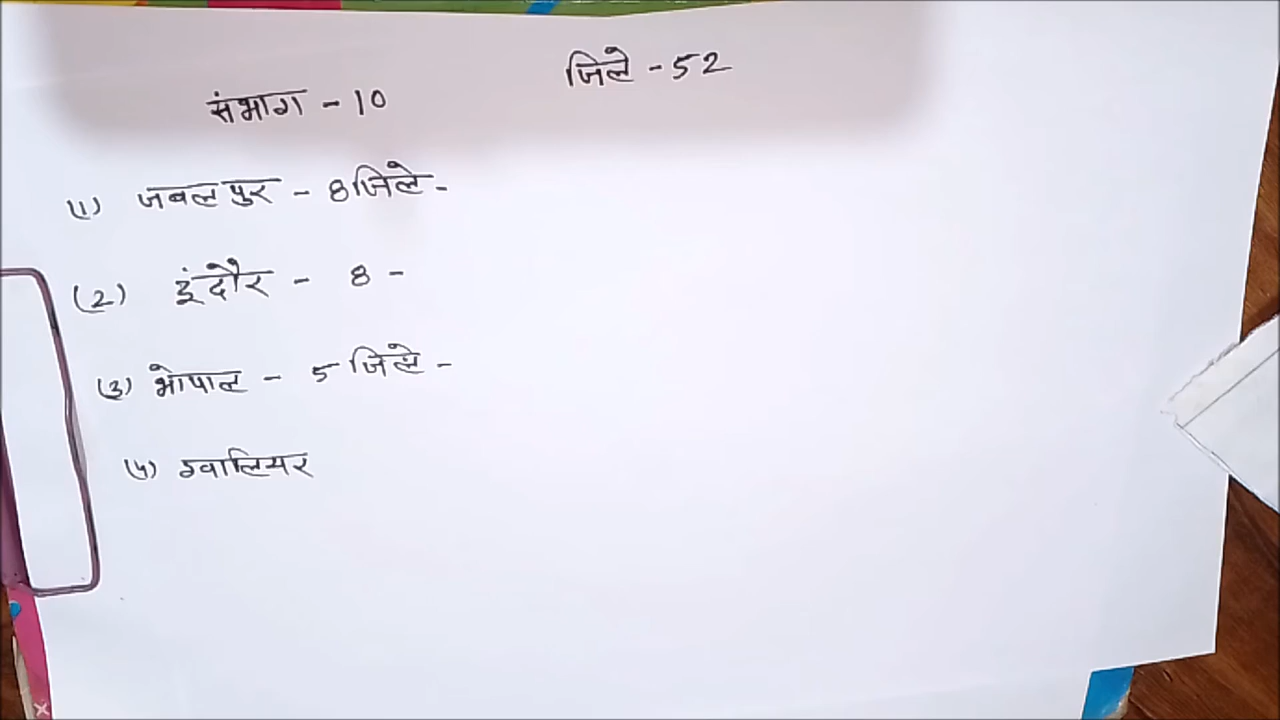 जिले - 52
संभाग - 10
(1) जबलपुर - 8 जिले -
(2) इंदौर - 8 -
(3) भोपाल - 5 जिले -
(4) ग्वालियर